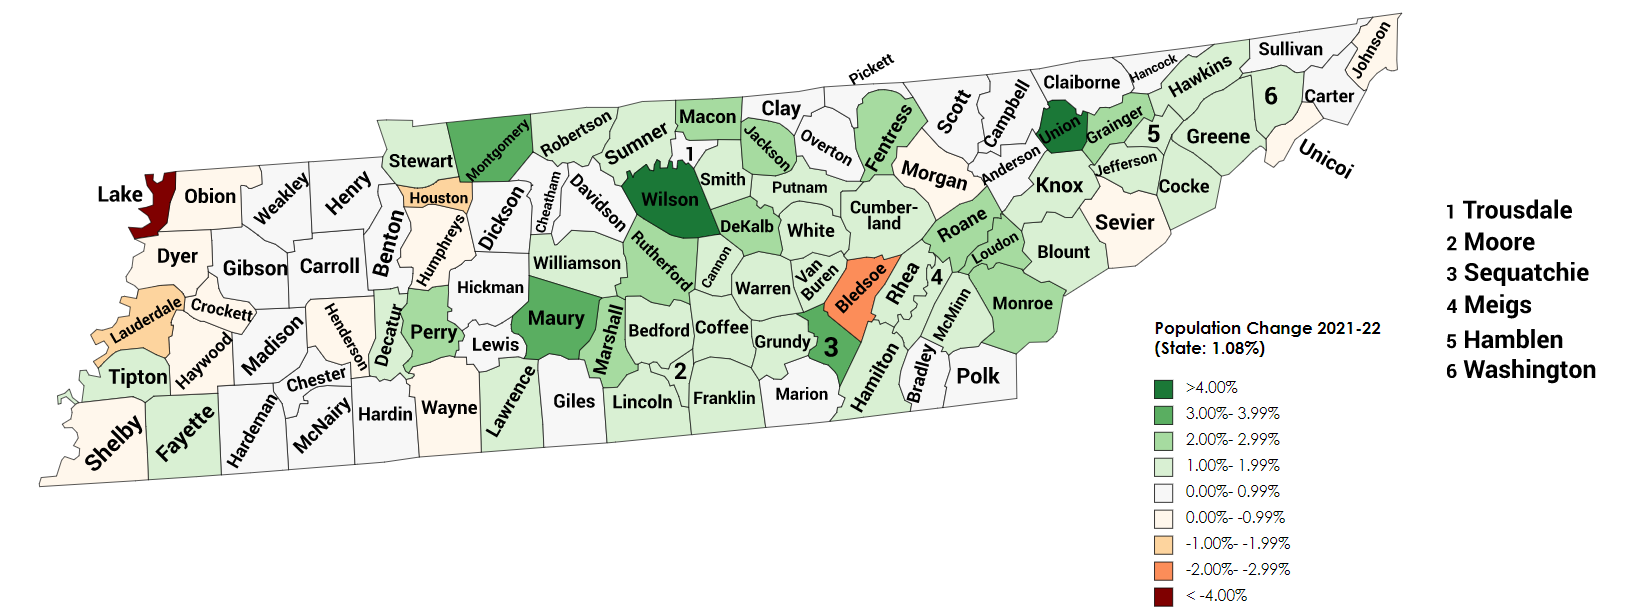 Pickett
Johnson
Sullivan
Hancock
Hawkins
Claiborne
Carter
6
Clay
Scott
Campbell
Macon
Fentress
Union
Grainger
5
Greene
Unicoi
Montgomery
Robertson
Sumner
Jackson
Overton
Stewart
1
Morgan
Anderson
Jefferson
Knox
Cocke
Lake
Obion
Weakley
Henry
Houston
Dickson
Cheatham
Davidson
Wilson
Smith
Putnam
Cumber-
land
Roane
Sevier
Benton
Humphreys
DeKalb
White
Loudon
Blount
Dyer
Gibson
Carroll
Williamson
Rutherford
Cannon
Warren
Van
Buren
Bledsoe
Rhea
4
McMinn
Monroe
Lauderdale
Crockett
Madison
Henderson
Decatur
Perry
Hickman
Lewis
Maury
Marshall
Bedford
Coffee
Grundy
3
Tipton
Haywood
Chester
Wayne
Lawrence
Giles
2
Lincoln
Franklin
Marion
Hamilton
Bradley
Polk
Shelby
Fayette
Hardeman
McNairy
Hardin
1 Trousdale
2 Moore
3 Sequatchie
4 Meigs
5 Hamblen
6 Washington
Population Change 2021-22
(State: 1.08%)
>4.00%
3.00%- 3.99%
2.00%- 2.99%
1.00%- 1.99%
0.00%- 0.99%
0.00%- -0.99%
-1.00%- -1.99%
-2.00%- -2.99%
< -4.00%